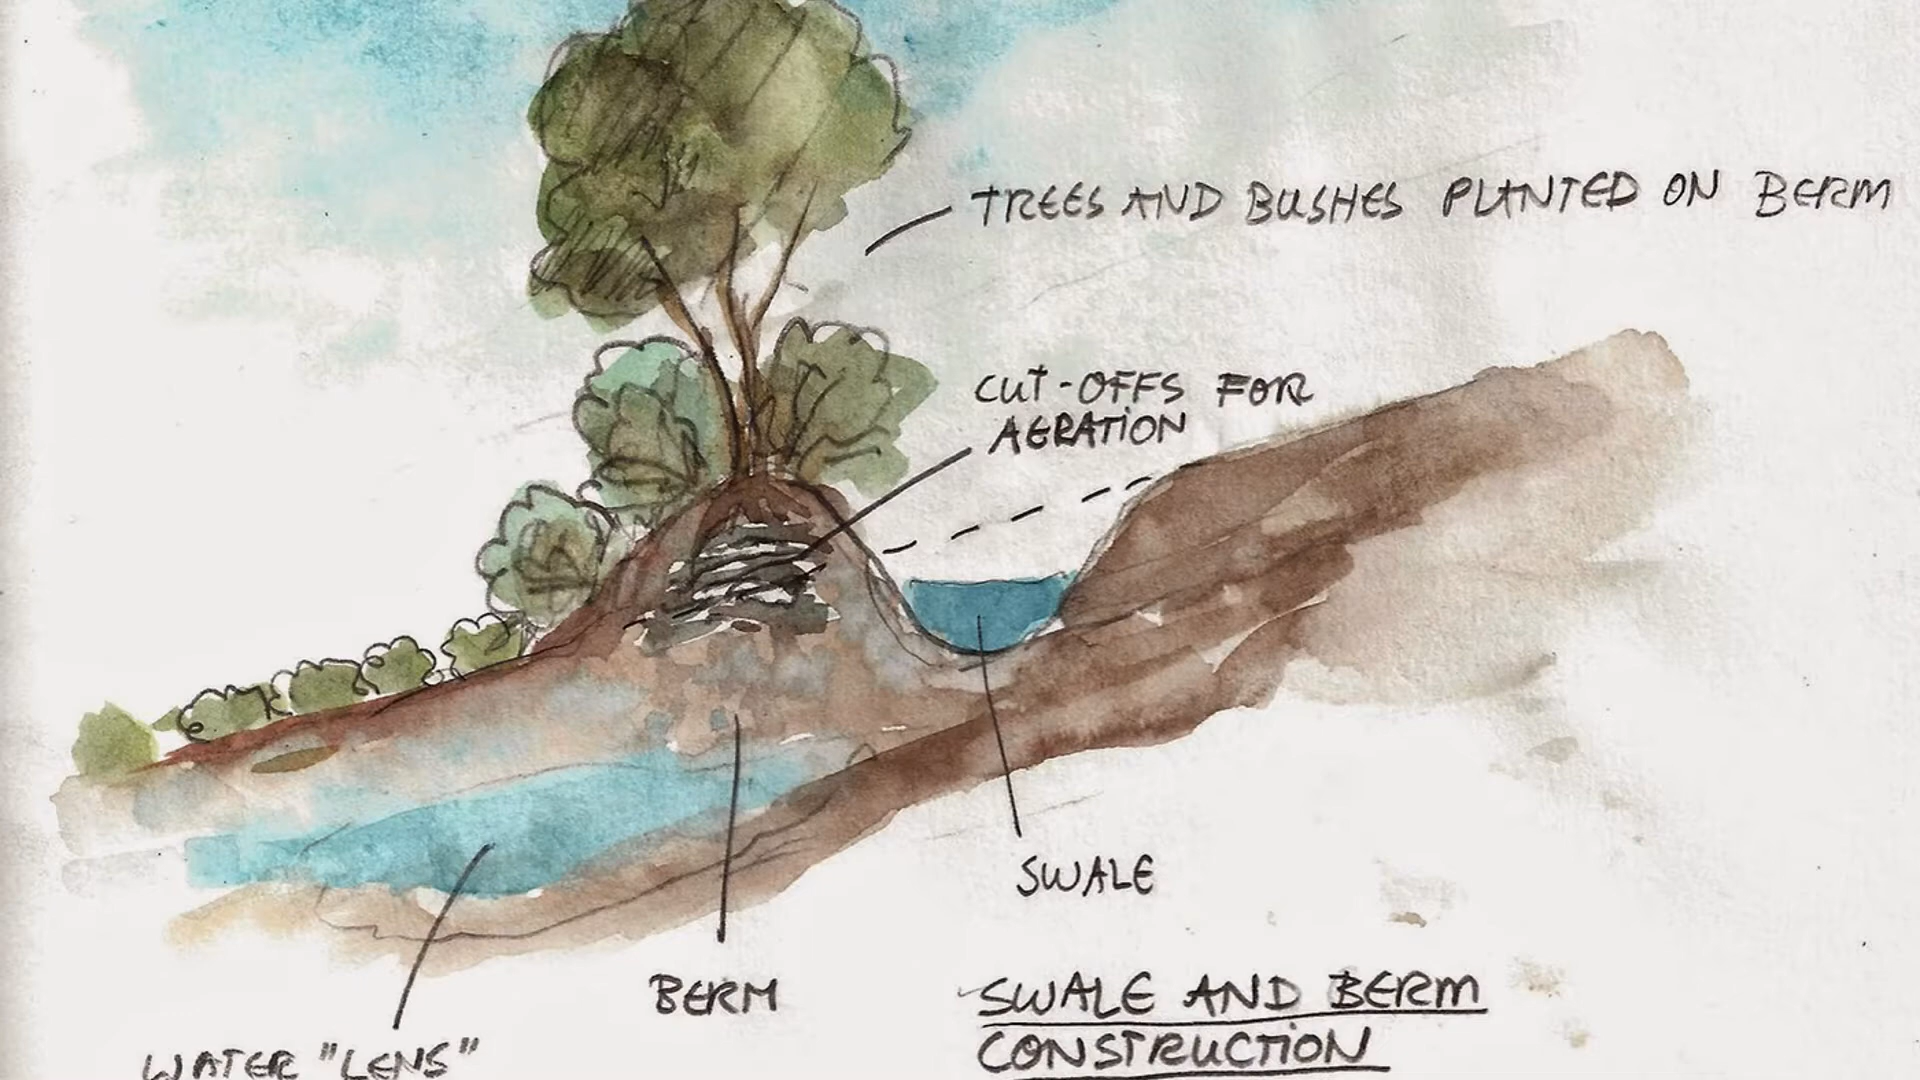 TREES AND BUSHES PLANTED ON BERM
CUT-OFFS FOR
AERATION
SWALE
BERM
WATER "LENS"
SWALE AND BERM
CONSTRUCTION